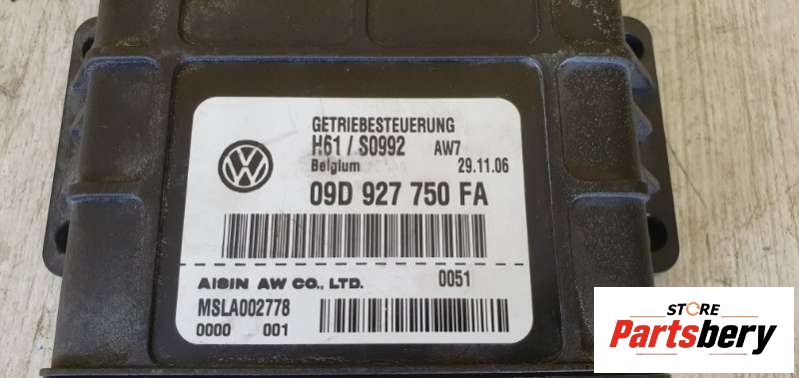 GETRIEBESTEUERUNG
H61 / S0992 AW7
Belgium 29.11.06
09D 927 750 FA
AISIN AW CO., LTD. 0051
MSLA002778
0000 001
STORE
Partsbery